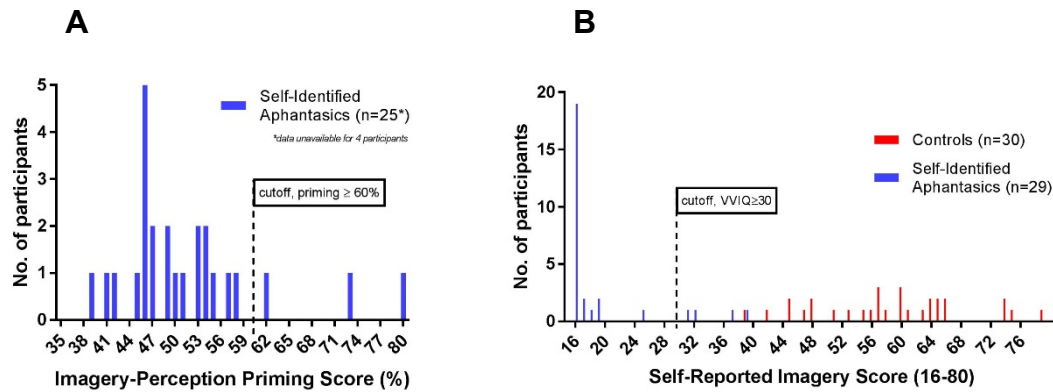 A
5
4
3
2
1
0
No. of participants
Self-Identified
Aphantasics (n=25*)
*data unavailable for 4 participants
cutoff, priming ≥ 60%
35 38 41 44 47 50 53 56 59 62 65 68 71 74 77 80
Imagery-Perception Priming Score (%)
B
20
15
10
5
0
No. of participants
Controls (n=30)
Self-Identified
Aphantasics (n=29)
cutoff, VVIQ≥30
16 20 24 28 32 36 40 44 48 52 56 60 64 68 72 76
Self-Reported Imagery Score (16-80)